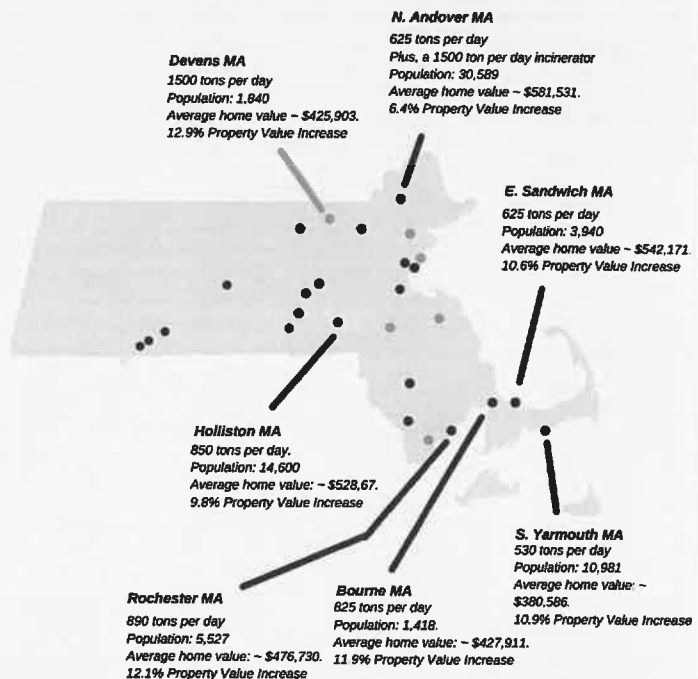 N. Andover MA
625 tons per day
Plus, a 1500 ton per day incinerator
Population: 30,589
Average home value ~ $581,531.
6.4% Property Value Increase
Devens MA
1500 tons per day
Population: 1,840
Average home value ~ $425,903.
12.9% Property Value Increase
E. Sandwich MA
625 tons per day
Population: 3,940
Average home value ~ $542,171.
10.6% Property Value Increase
Holliston MA
850 tons per day.
Population: 14,600
Average home value: ~ $528,67.
9.8% Property Value Increase
S. Yarmouth MA
530 tons per day
Population: 10,981
Average home value: ~
$380,586.
10.9% Property Value Increase
Rochester MA
890 tons per day
Population: 5,527
Average home value: ~ $476,730.
12.1% Property Value Increase
Bourne MA
825 tons per day
Population: 1,418.
Average home value: ~ $427,911.
11.9% Property Value Increase